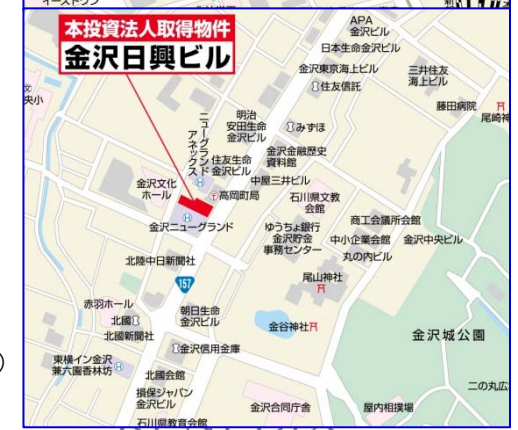 イーストワン
本投資法人取得物件
金沢日興ビル
APA
金沢ビル
日本生命金沢ビル
金沢東京海上ビル
住友信託
三井住友
海上ビル
藤田病院
尾崎神
央小
ニューグランド
アネックス
明治
安田生命
金沢ビル
みずほ
住友生命
金沢ビル
金沢金融歴史
資料館
中屋三井ビル
金沢文化
ホール
高岡町局
石川県文教
会館
金沢ニューグランド
ゆうちょ銀行
金沢貯金
事務センター
商工会議所会館
中小企業会館
金沢中央ビル
丸の内ビル
北陸中日新聞社
157
尾山神社
赤羽ホール
北國
北國新聞社
朝日生命
金沢ビル
金谷神社
金沢城公園
金沢信用金庫
東横イン金沢
兼六園香林坊
北國会館
損保ジャパン
金沢ビル
二の丸広
石川県教育会館
金沢合同庁舎
屋内相撲場